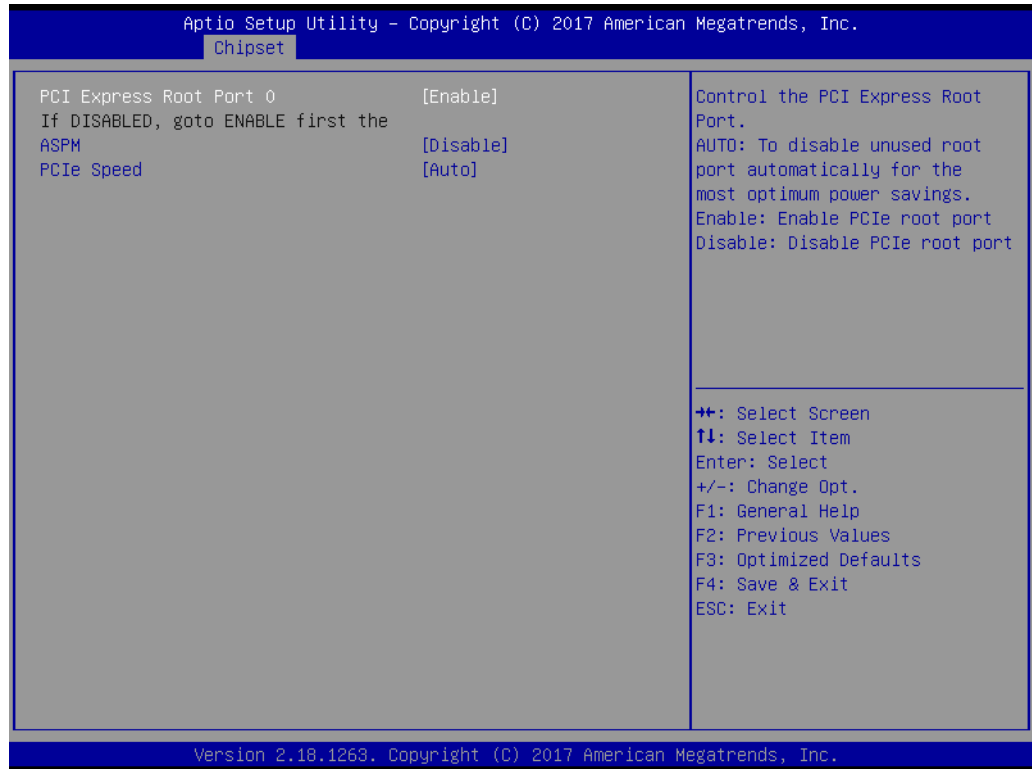 Aptio Setup Utility – Copyright (C) 2017 American Megatrends, Inc.
Chipset
PCI Express Root Port 0 [Enable]
If DISABLED, goto ENABLE first the
ASPM [Disable]
PCIe Speed [Auto]
Control the PCI Express Root
Port.
AUTO: To disable unused root
port automatically for the
most optimum power savings.
Enable: Enable PCIe root port
Disable: Disable PCIe root port
→←: Select Screen
↑↓: Select Item
Enter: Select
+/-: Change Opt.
F1: General Help
F2: Previous Values
F3: Optimized Defaults
F4: Save & Exit
ESC: Exit
Version 2.18.1263. Copyright (C) 2017 American Megatrends, Inc.